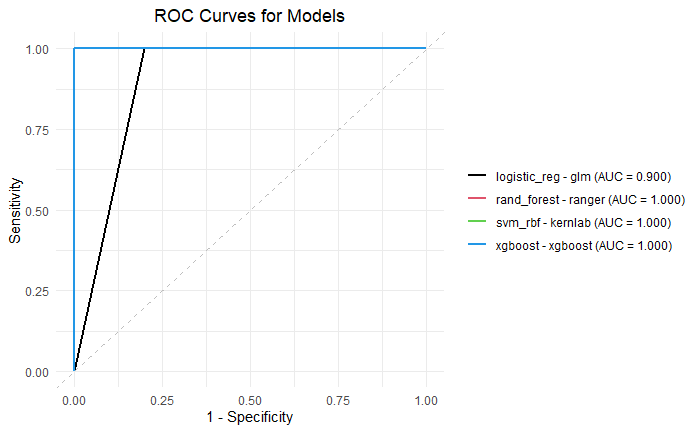 ROC Curves for Models
1.00
0.75
0.50
0.25
0.00
Sensitivity
0.00 0.25 0.50 0.75 1.00
1 - Specificity
logistic_reg - glm (AUC = 0.900)
rand_forest - ranger (AUC = 1.000)
svm_rbf - kernlab (AUC = 1.000)
xgboost - xgboost (AUC = 1.000)